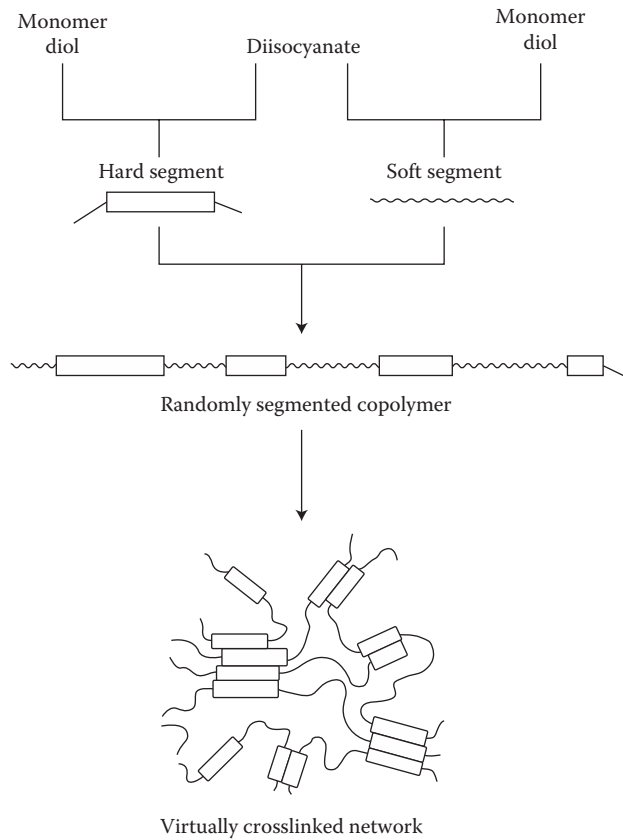 Monomer
diol
Diisocyanate
Monomer
diol
Hard segment
Soft segment
Randomly segmented copolymer
Virtually crosslinked network